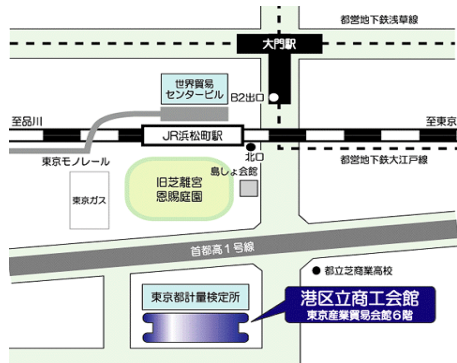 都営地下鉄浅草線
大門駅
世界貿易
センタービル
B2出口
至品川
至東京
JR浜松町駅
北口
東京モノレール
都営地下鉄大江戸線
島しょ会館
旧芝離宮
恩賜庭園
東京ガス
首都高1号線
都立芝商業高校
東京都計量検定所
港区立商工会館
東京産業貿易会館6階